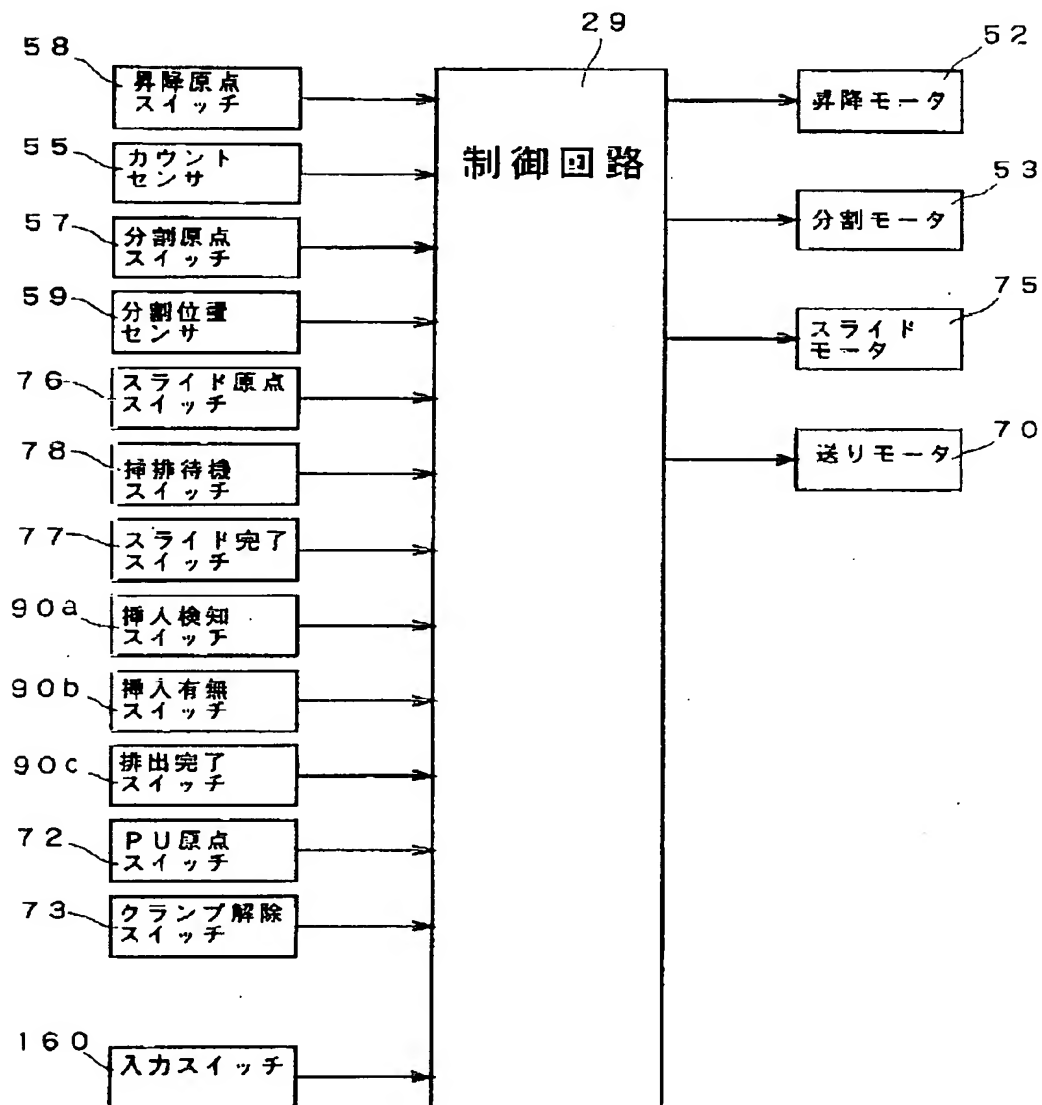 29
58
昇降原点
スイッチ
55
カウント
センサ
57
分割原点
スイッチ
59
分割位置
センサ
76
スライド原点
スイッチ
78
挿排待機
スイッチ
77
スライド完了
スイッチ
90a
挿入検知
スイッチ
90b
挿入有無
スイッチ
90c
排出完了
スイッチ
72
PU原点
スイッチ
73
クランプ解除
スイッチ
160
入力スイッチ
制御回路
52
昇降モータ
53
分割モータ
75
スライド
モータ
70
送りモータ